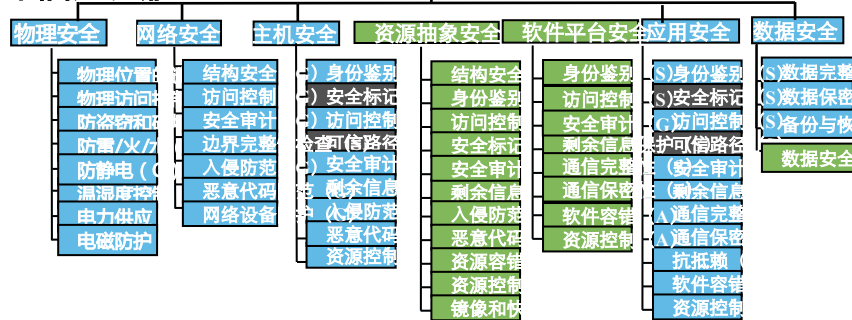 物理安全
网络安全
主机安全
资源抽象安全
软件平台安全
应用安全
数据安全
物理位置
物理访问
防盗窃和
防雷/火/
防静电（
温湿度控制
电力供应
电磁防护
结构安全
访问控制
安全审计
边界完整
入侵防范
恶意代码
网络设备
身份鉴别
安全标记
访问控制
可信路径
安全审计
剩余信息
入侵防范
恶意代码
资源控制
结构安全
身份鉴别
访问控制
安全标记
安全审计
剩余信息
入侵防范
恶意代码
资源容错
资源控制
镜像和快
身份鉴别
访问控制
安全审计
剩余信息保护
通信完整
通信保密
软件容错
资源控制
(S)身份鉴别
(S)安全标记
(G)访问控制
可信路径
安全审计
剩余信息
(A)通信完整
(A)通信保密
抗抵赖（
软件容错
资源控制
(S)数据完整
(S)数据保密
(S)备份与恢
数据安全